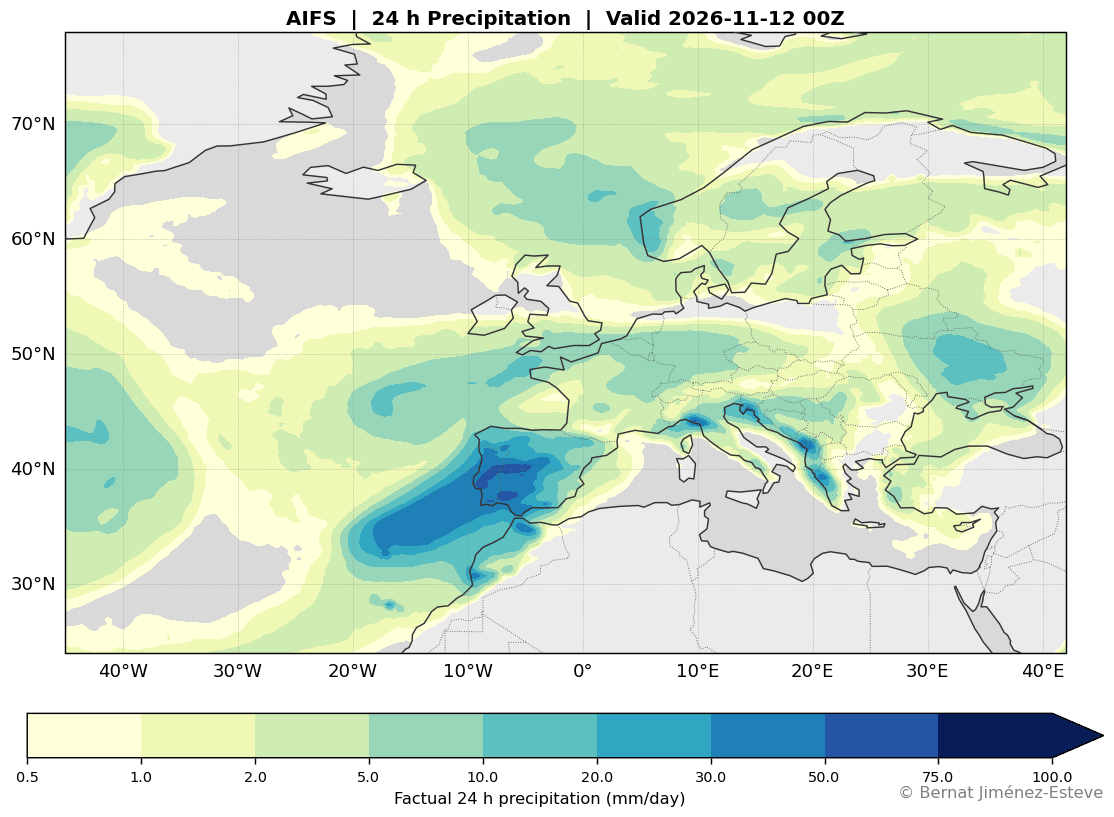 AIFS | 24 h Precipitation | Valid 2026-11-12 00Z
70°N
60°N
50°N
40°N
30°N
40°W 30°W 20°W 10°W 0° 10°E 20°E 30°E 40°E
0.5 1.0 2.0 5.0 10.0 20.0 30.0 50.0 75.0 100.0
Factual 24 h precipitation (mm/day)
© Bernat Jiménez-Esteve